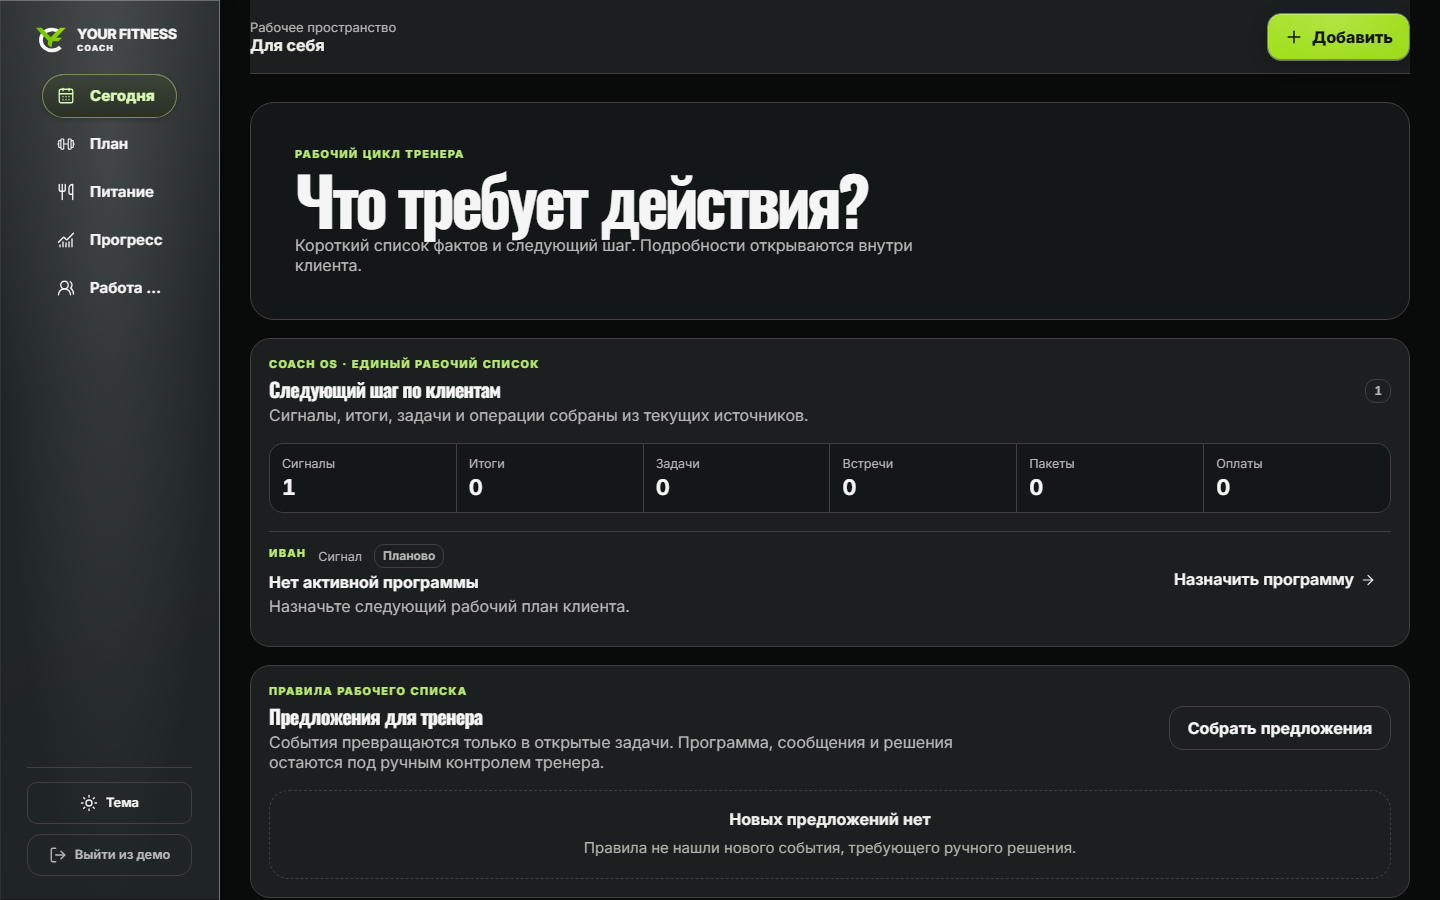 YOUR FITNESS
COACH
Сегодня
План
Питание
Прогресс
Работа ...
Тема
Выйти из демо
Рабочее пространство
Для себя
Добавить
РАБОЧИЙ ЦИКЛ ТРЕНЕРА
Что требует действия?
Короткий список фактов и следующий шаг. Подробности открываются внутри
клиента.
COACH OS · ЕДИНЫЙ РАБОЧИЙ СПИСОК
Следующий шаг по клиентам
1
Сигналы, итоги, задачи и операции собраны из текущих источников.
Сигналы
1
Итоги
0
Задачи
0
Встречи
0
Пакеты
0
Оплаты
0
ИВАН Сигнал Планово
Нет активной программы
Назначьте следующий рабочий план клиента.
Назначить программу →
ПРАВИЛА РАБОЧЕГО СПИСКА
Предложения для тренера
События превращаются только в открытые задачи. Программа, сообщения и решения
остаются под ручным контролем тренера.
Собрать предложения
Новых предложений нет
Правила не нашли нового события, требующего ручного решения.